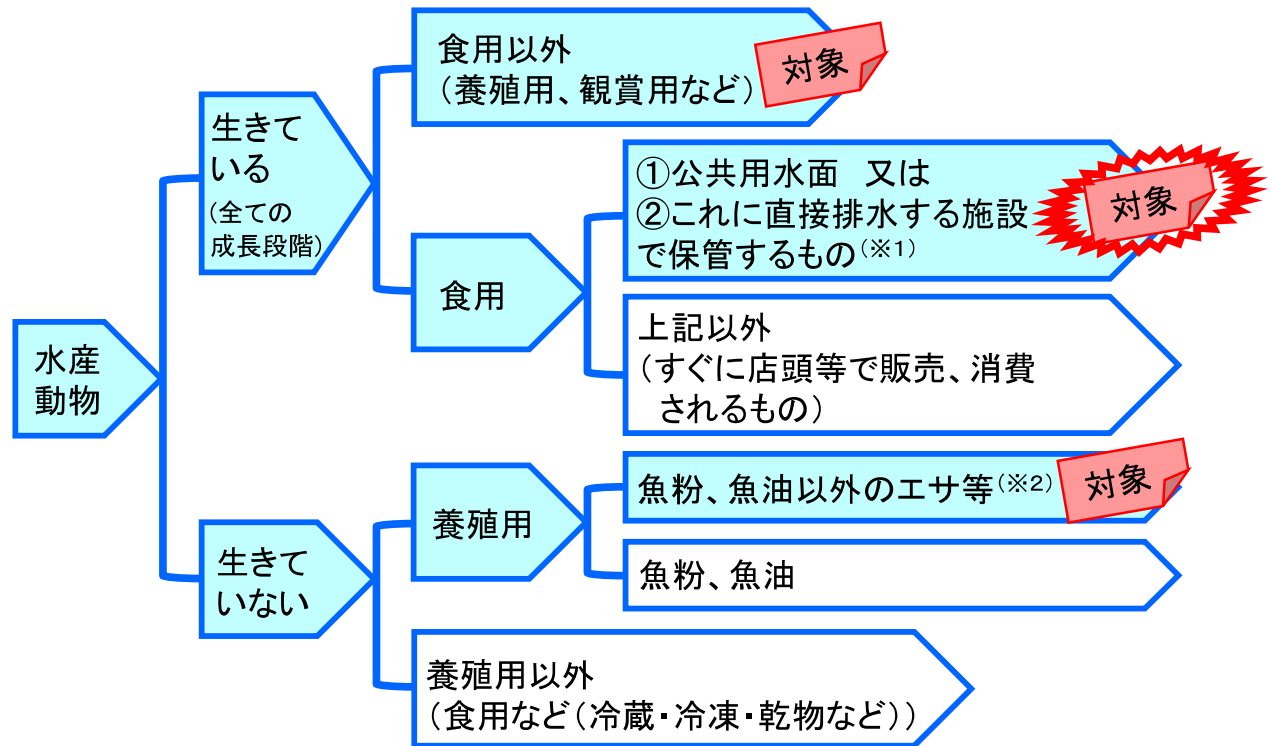 水産
動物
生きて
いる
(全ての
成長段階)
食用以外
(養殖用、観賞用など)
対象
食用
①公共用水面　又は
②これに直接排水する施設
で保管するもの(※1)
対象
上記以外
(すぐに店頭等で販売、消費
されるもの)
生きて
いない
養殖用
魚粉、魚油以外のエサ等(※2)
対象
魚粉、魚油
養殖用以外
(食用など(冷蔵・冷凍・乾物など))